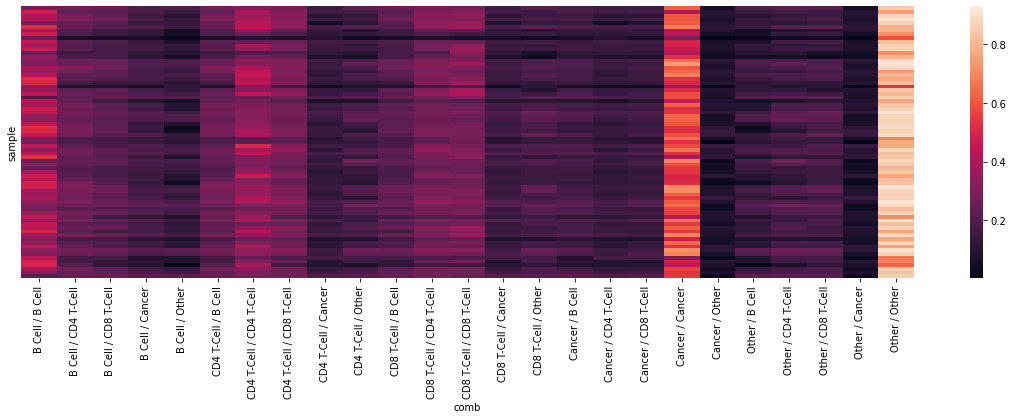 sample
B Cell / B Cell
B Cell / CD4 T-Cell
B Cell / CD8 T-Cell
B Cell / Cancer
B Cell / Other
CD4 T-Cell / B Cell
CD4 T-Cell / CD4 T-Cell
CD4 T-Cell / CD8 T-Cell
CD4 T-Cell / Cancer
CD4 T-Cell / Other
CD8 T-Cell / B Cell
CD8 T-Cell / CD4 T-Cell
CD8 T-Cell / CD8 T-Cell
CD8 T-Cell / Cancer
CD8 T-Cell / Other
Cancer / B Cell
Cancer / CD4 T-Cell
Cancer / CD8 T-Cell
Cancer / Cancer
Cancer / Other
Other / B Cell
Other / CD4 T-Cell
Other / CD8 T-Cell
Other / Cancer
Other / Other
comb
0.8
0.6
0.4
0.2